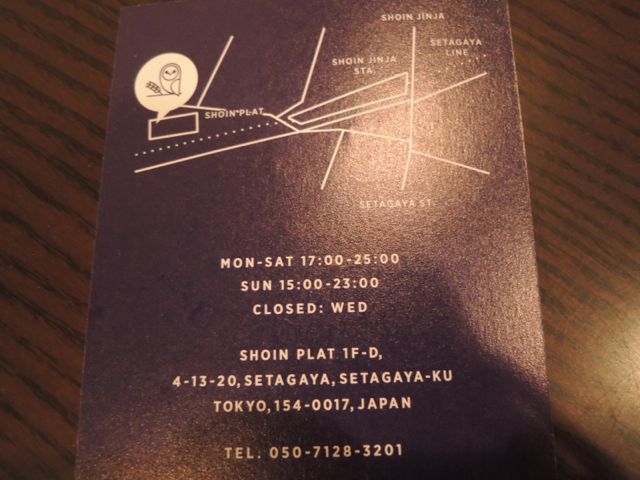 SHOIN JINJA
SHOIN JINJA
STA.
SETAGAYA
LINE
SHOIN PLAT
SETAGAYA ST.
MON-SAT 17:00-25:00
SUN 15:00-23:00
CLOSED: WED
SHOIN PLAT 1F-D,
4-13-20, SETAGAYA, SETAGAYA-KU
TOKYO, 154-0017, JAPAN
TEL. 050-7128-3201